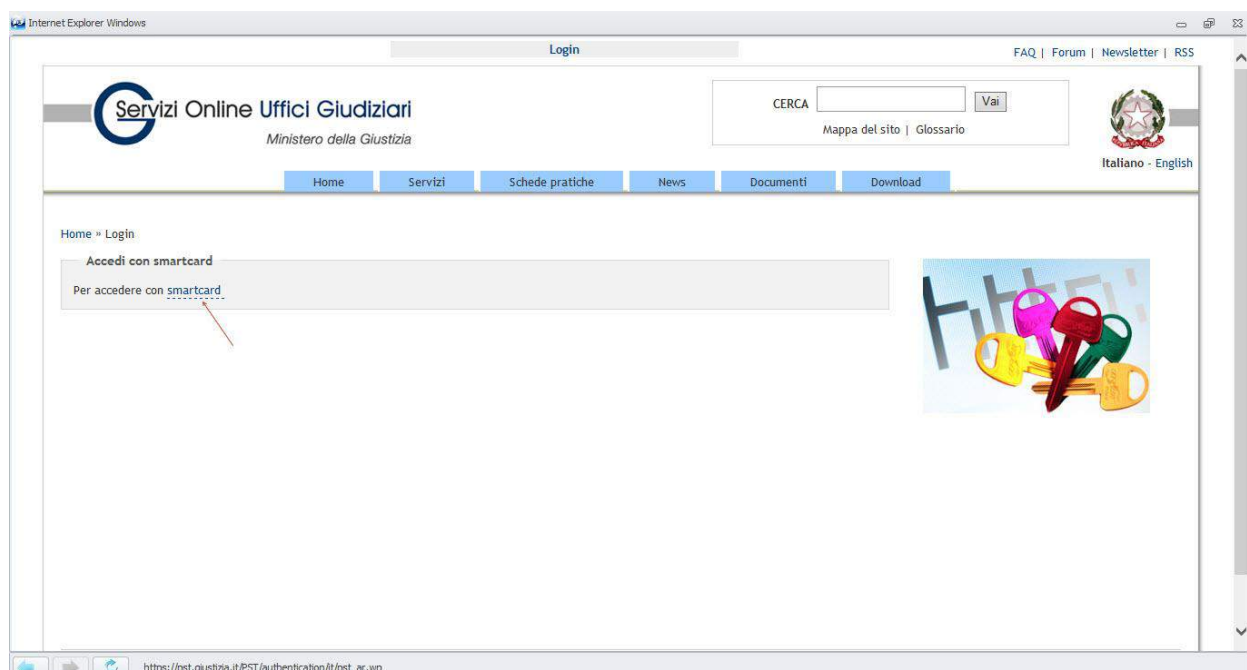 Internet Explorer Windows
Login
FAQ | Forum | Newsletter | RSS
Servizi Online Uffici Giudiziari
Ministero della Giustizia
CERCA Vai
Mappa del sito | Glossario
Italiano - English
Home Servizi Schede pratiche News Documenti Download
Home » Login
Accedi con smartcard
Per accedere con smartcard
http:/
https://pst.giustizia.it/PST/authentication/it/pst_ar.wp